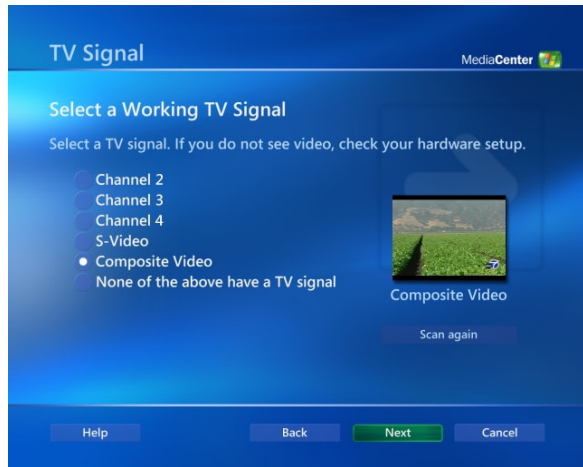 TV Signal
MediaCenter
Select a Working TV Signal
Select a TV signal. If you do not see video, check your hardware setup.
Channel 2
Channel 3
Channel 4
S-Video
Composite Video
None of the above have a TV signal
7
Composite Video
Scan again
Help Back Next Cancel